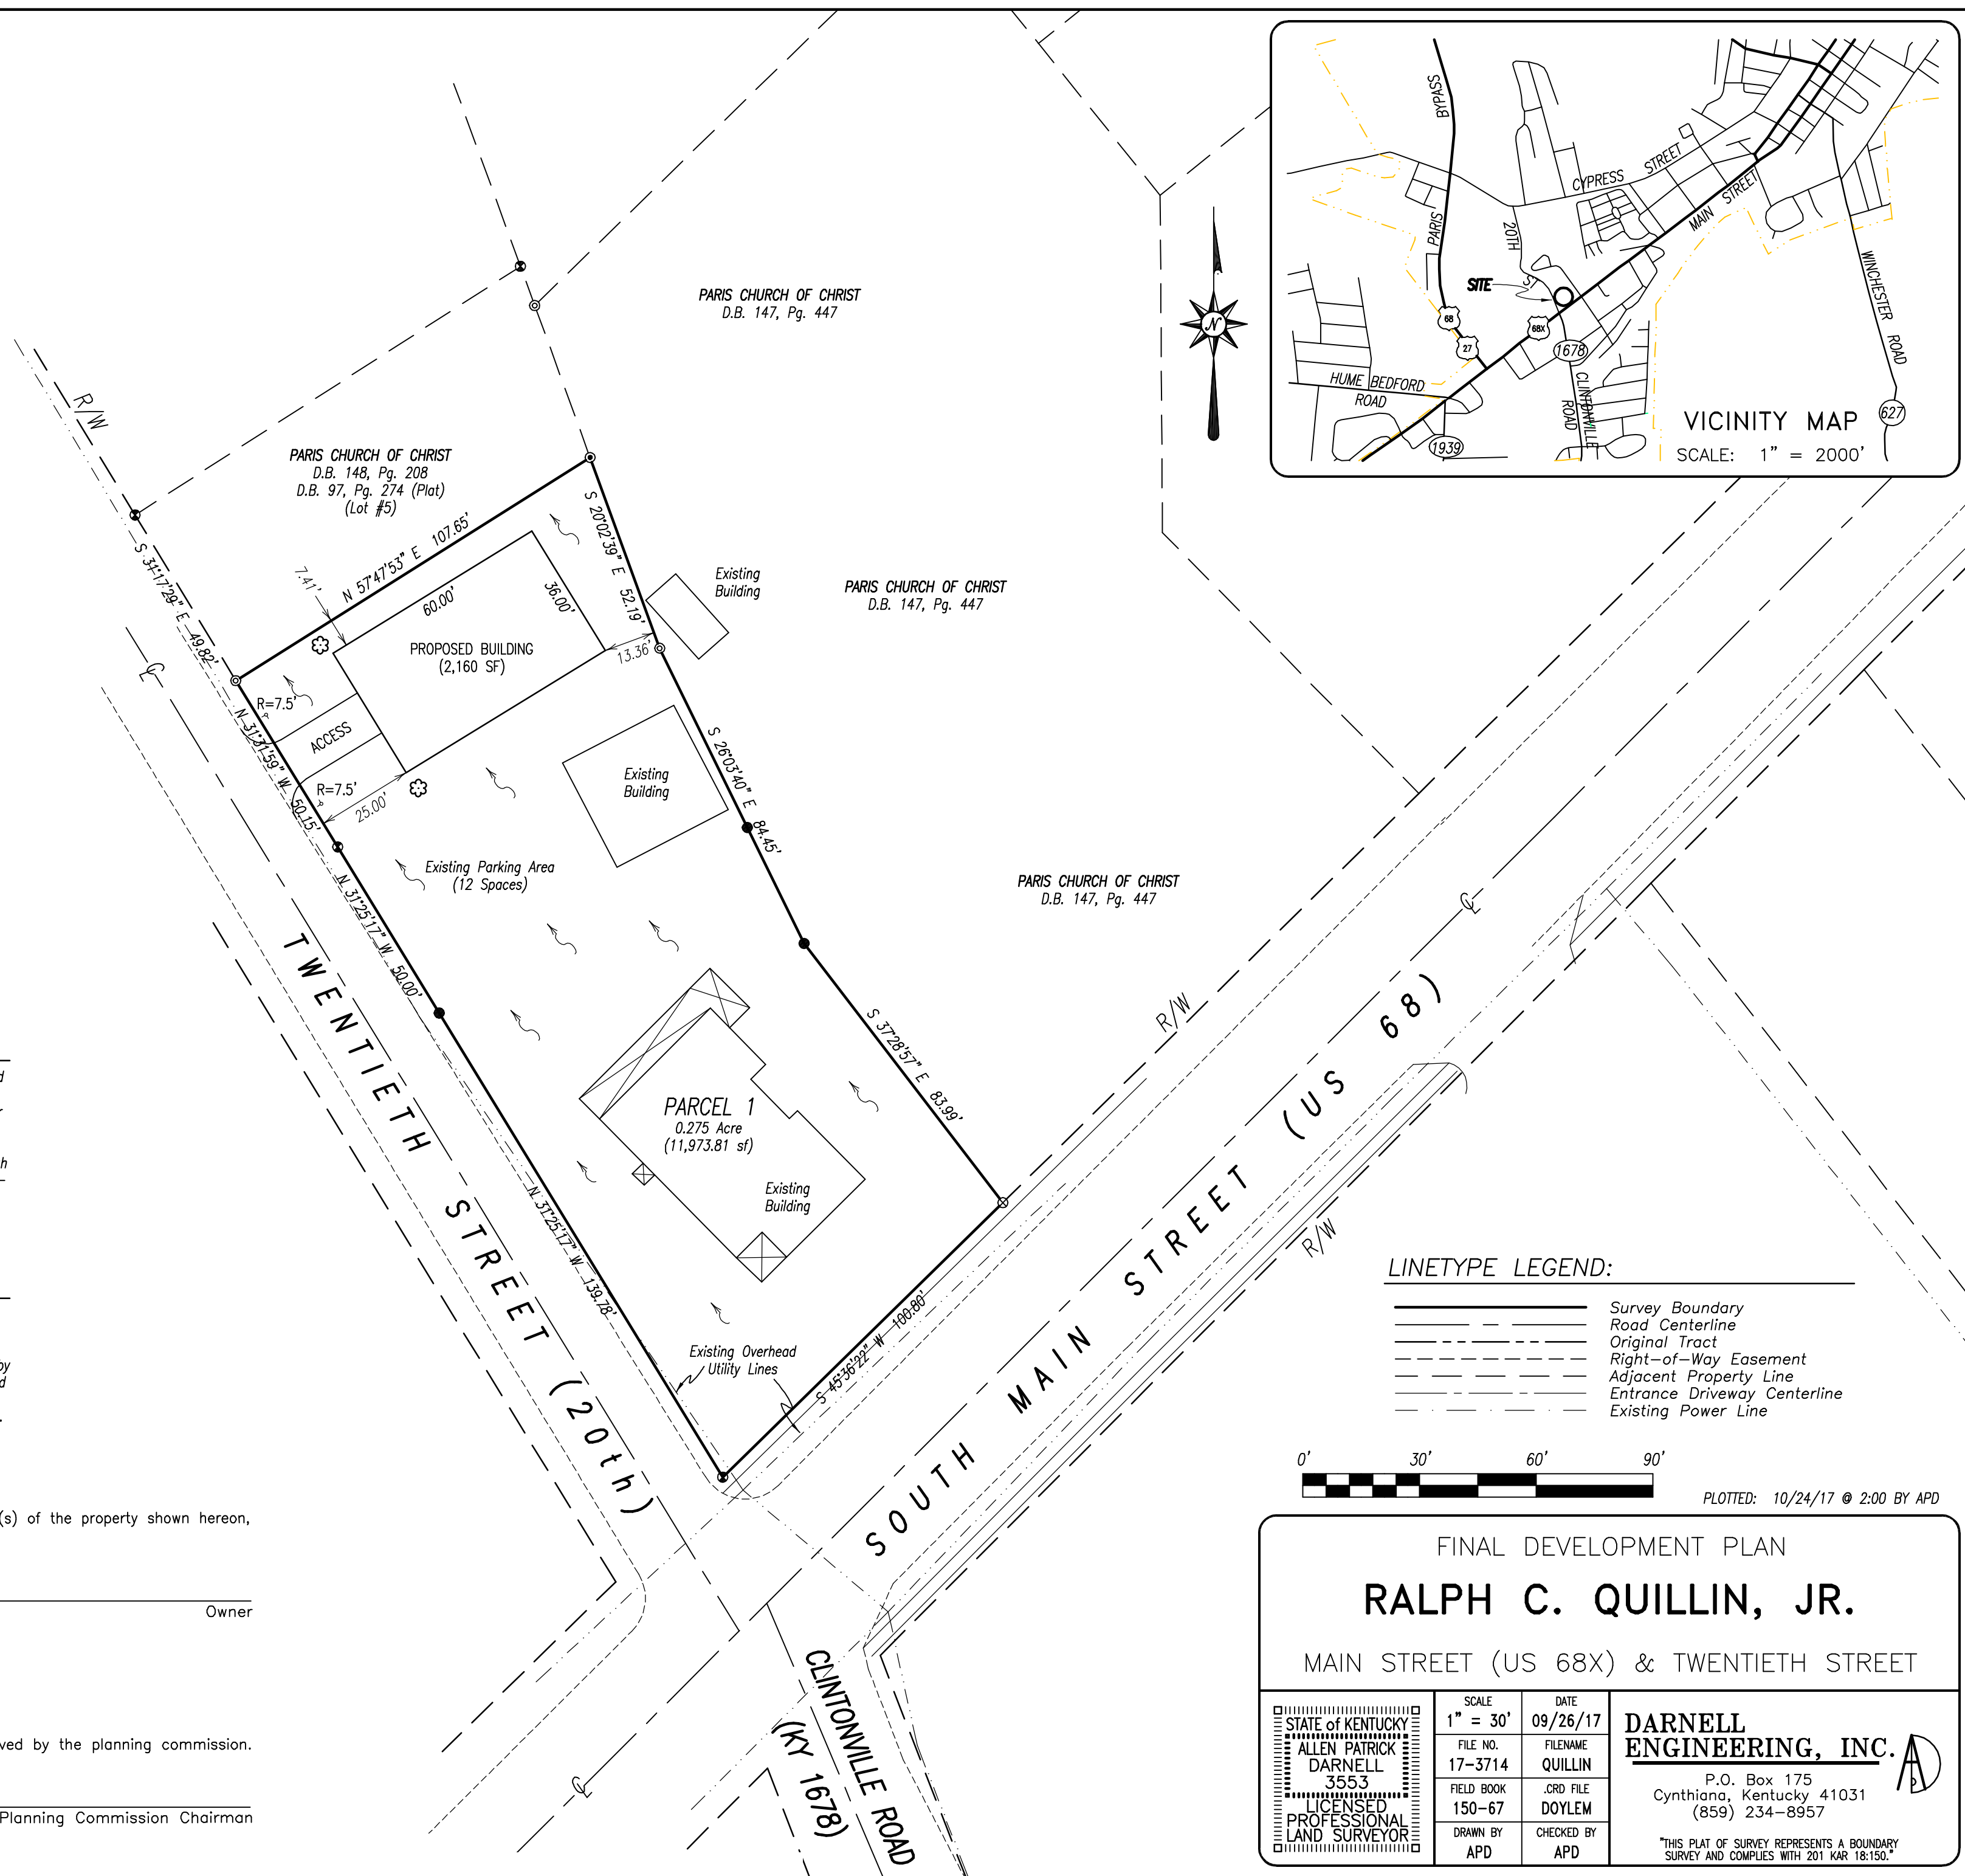 BYPASS
PARIS
CYPRESS STREET
MAIN STREET
20TH
ST
SITE
68
68X
27
1678
HUME BEDFORD
ROAD
CLINTONVILLE
ROAD
1939
WINCHESTER ROAD
627
VICINITY MAP
SCALE: 1" = 2000'
N
PARIS CHURCH OF CHRIST
D.B. 147, Pg. 447
R/W
PARIS CHURCH OF CHRIST
D.B. 148, Pg. 208
D.B. 97, Pg. 274 (Plat)
(Lot #5)
S 31°17'29" E 49.82'
N 57°47'53" E 107.65'
S 20°02'39" E 52.19'
7.41'
60.00'
36.00'
PROPOSED BUILDING
(2,160 SF)
13.36'
Existing
Building
PARIS CHURCH OF CHRIST
D.B. 147, Pg. 447
R=7.5'
ACCESS
R=7.5'
25.00'
N 31°31'59" W 50.15'
Existing
Building
S 26°03'40" E 84.45'
Existing Parking Area
(12 Spaces)
N 31°25'17" W 50.00'
PARIS CHURCH OF CHRIST
D.B. 147, Pg. 447
S 37°28'57" E 83.99'
PARCEL 1
0.275 Acre
(11,973.81 sf)
Existing
Building
N 31°25'17" W 139.78'
Existing Overhead
Utility Lines
S 45°36'22" W 100.80'
TWENTIETH STREET (20th)
SOUTH MAIN STREET (US 68)
R/W
R/W
CLINTONVILLE ROAD
(KY 1678)
(s) of the property shown hereon,
Owner
ved by the planning commission.
Planning Commission Chairman
LINETYPE LEGEND:
Survey Boundary
Road Centerline
Original Tract
Right-of-Way Easement
Adjacent Property Line
Entrance Driveway Centerline
Existing Power Line
0' 30' 60' 90'
PLOTTED: 10/24/17 @ 2:00 BY APD
FINAL DEVELOPMENT PLAN
RALPH C. QUILLIN, JR.
MAIN STREET (US 68X) & TWENTIETH STREET
STATE of KENTUCKY
ALLEN PATRICK
DARNELL
3553
LICENSED
PROFESSIONAL
LAND SURVEYOR
SCALE
1" = 30'
DATE
09/26/17
FILE NO.
17-3714
FILENAME
QUILLIN
FIELD BOOK
150-67
.CRD FILE
DOYLEM
DRAWN BY
APD
CHECKED BY
APD
DARNELL
ENGINEERING, INC.
P.O. Box 175
Cynthiana, Kentucky 41031
(859) 234-8957
"THIS PLAT OF SURVEY REPRESENTS A BOUNDARY
SURVEY AND COMPLIES WITH 201 KAR 18:150."